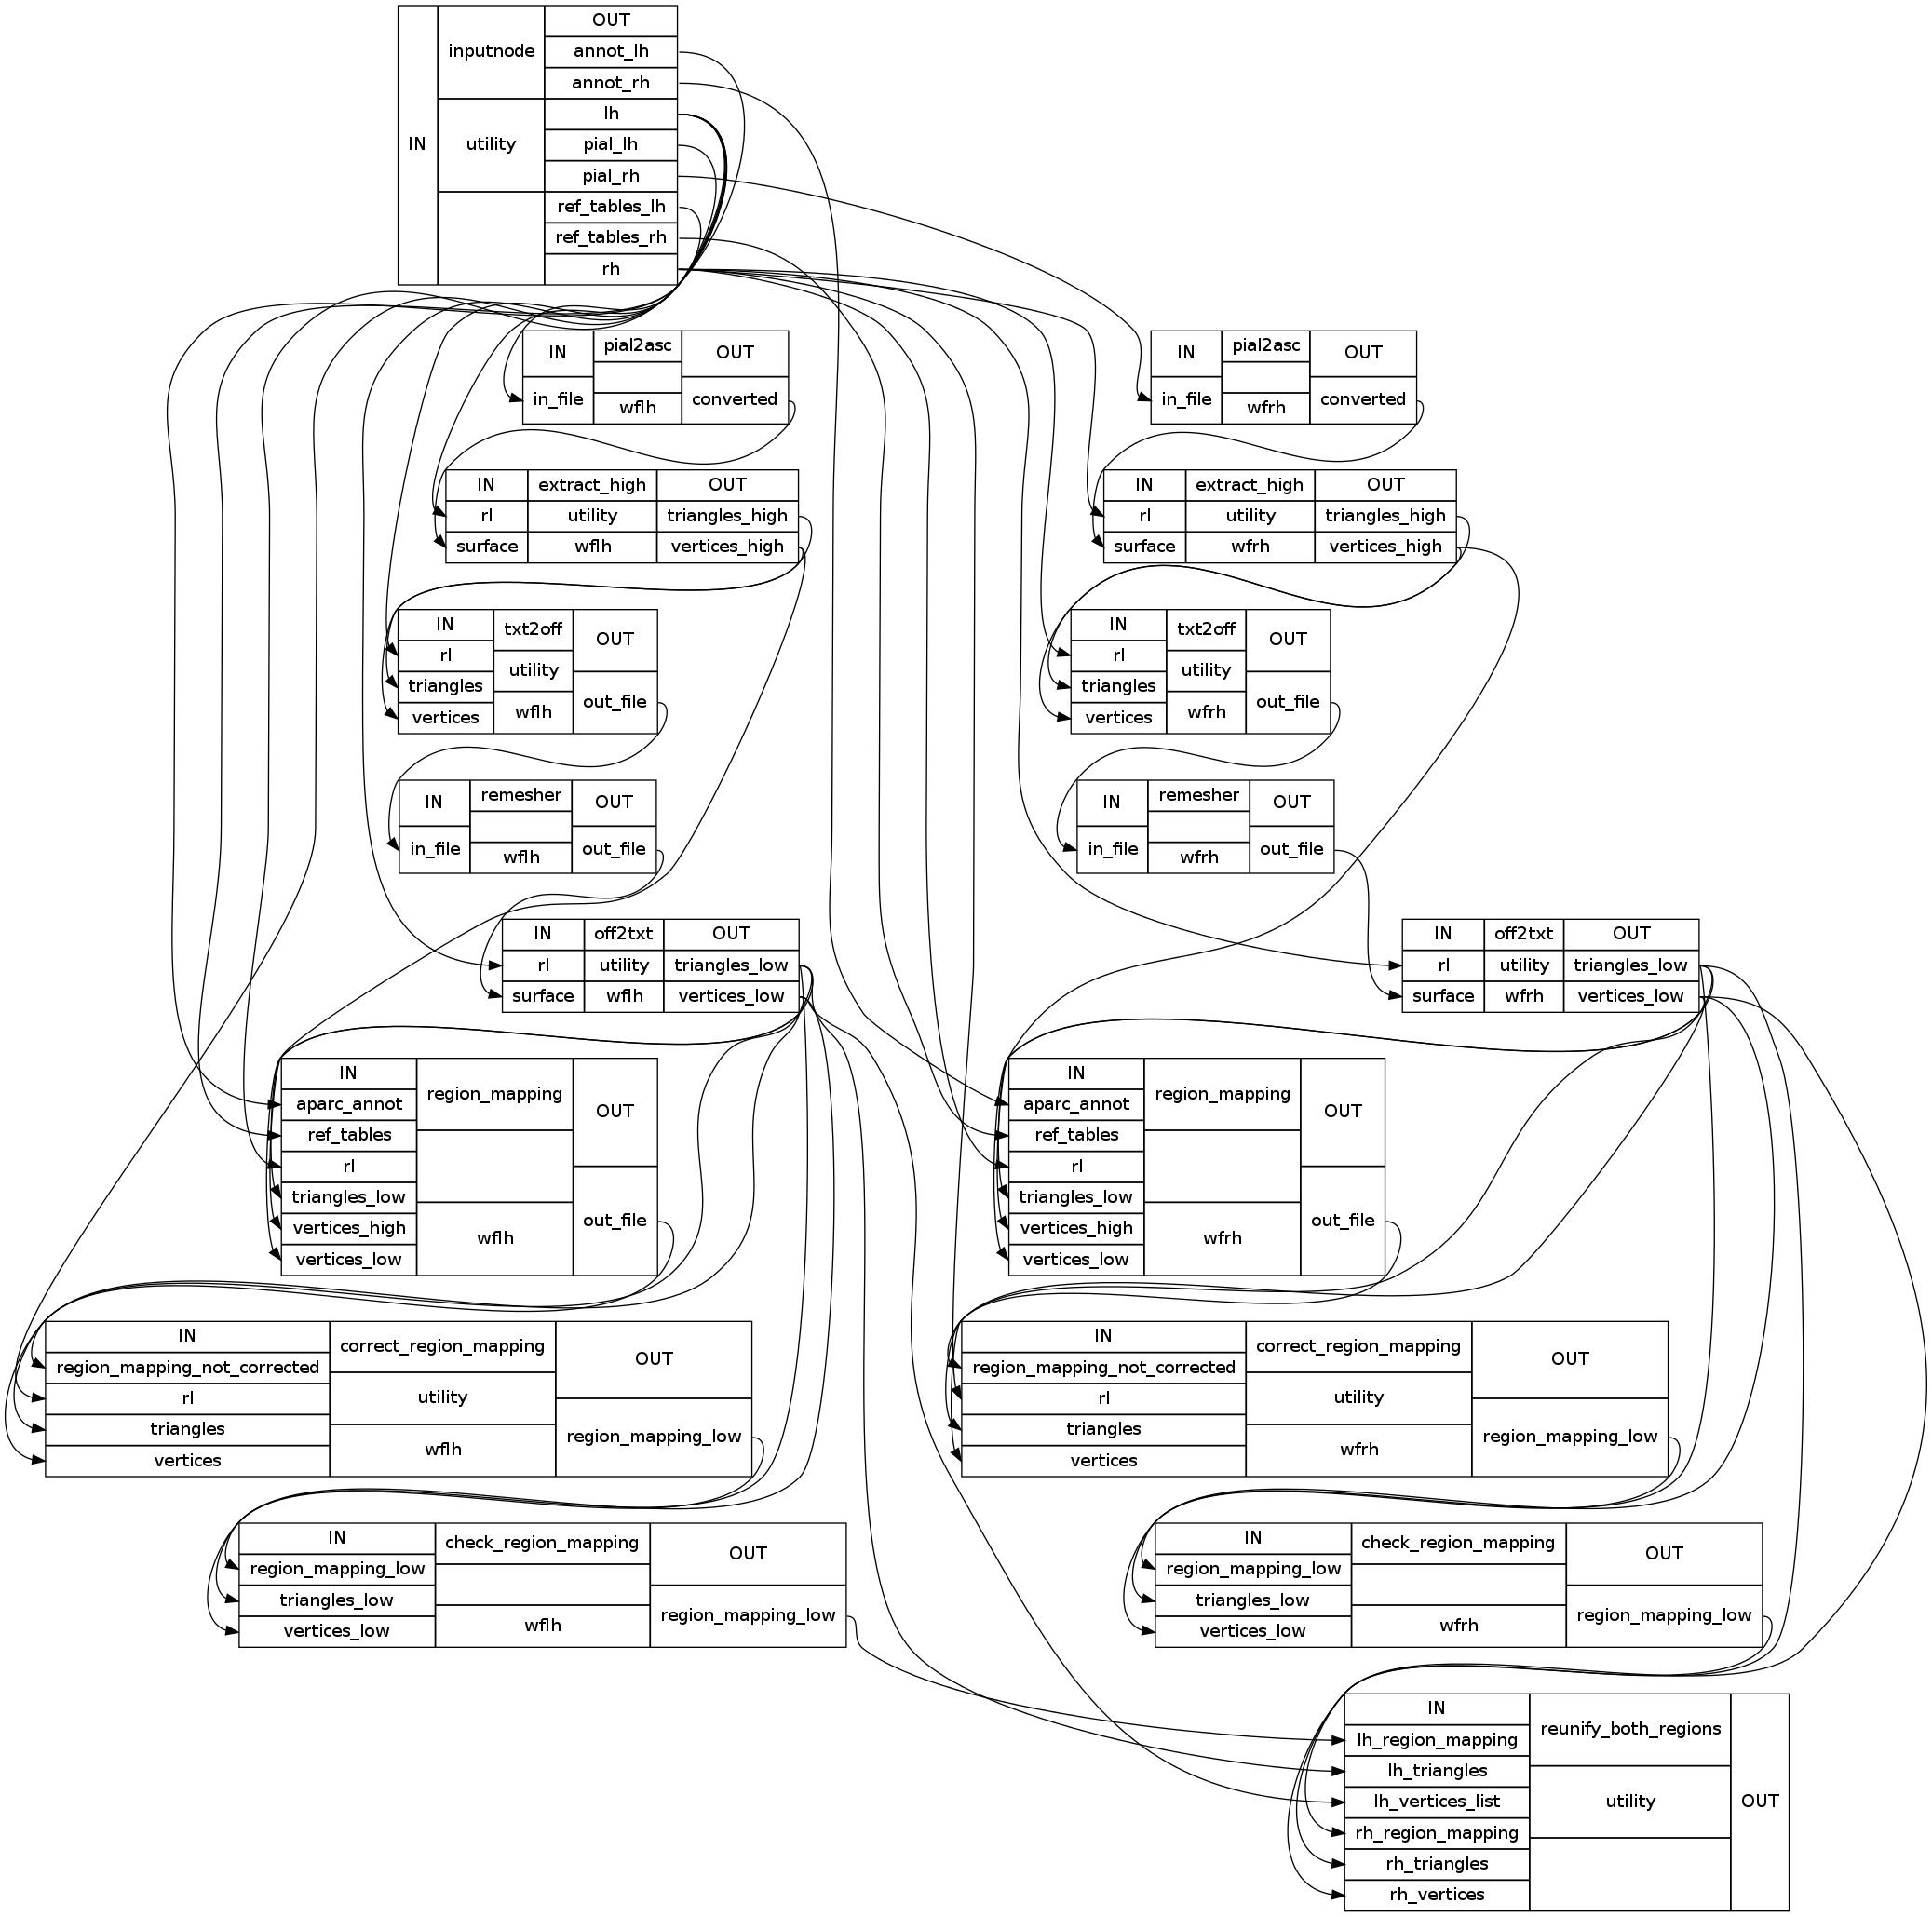 IN
inputnode
utility
OUT
annot_lh
annot_rh
lh
pial_lh
pial_rh
ref_tables_lh
ref_tables_rh
rh
IN
in_file
pial2asc
wflh
OUT
converted
IN
in_file
pial2asc
wfrh
OUT
converted
IN
rl
surface
extract_high
utility
wflh
OUT
triangles_high
vertices_high
IN
rl
surface
extract_high
utility
wfrh
OUT
triangles_high
vertices_high
IN
rl
triangles
vertices
txt2off
utility
wflh
OUT
out_file
IN
rl
triangles
vertices
txt2off
utility
wfrh
OUT
out_file
IN
in_file
remesher
wflh
OUT
out_file
IN
in_file
remesher
wfrh
OUT
out_file
IN
rl
surface
off2txt
utility
wflh
OUT
triangles_low
vertices_low
IN
rl
surface
off2txt
utility
wfrh
OUT
triangles_low
vertices_low
IN
aparc_annot
ref_tables
rl
triangles_low
vertices_high
vertices_low
region_mapping
wflh
OUT
out_file
IN
aparc_annot
ref_tables
rl
triangles_low
vertices_high
vertices_low
region_mapping
wfrh
OUT
out_file
IN
region_mapping_not_corrected
rl
triangles
vertices
correct_region_mapping
utility
wflh
OUT
region_mapping_low
IN
region_mapping_not_corrected
rl
triangles
vertices
correct_region_mapping
utility
wfrh
OUT
region_mapping_low
IN
region_mapping_low
triangles_low
vertices_low
check_region_mapping
wflh
OUT
region_mapping_low
IN
region_mapping_low
triangles_low
vertices_low
check_region_mapping
wfrh
OUT
region_mapping_low
IN
lh_region_mapping
lh_triangles
lh_vertices_list
rh_region_mapping
rh_triangles
rh_vertices
reunify_both_regions
utility
OUT